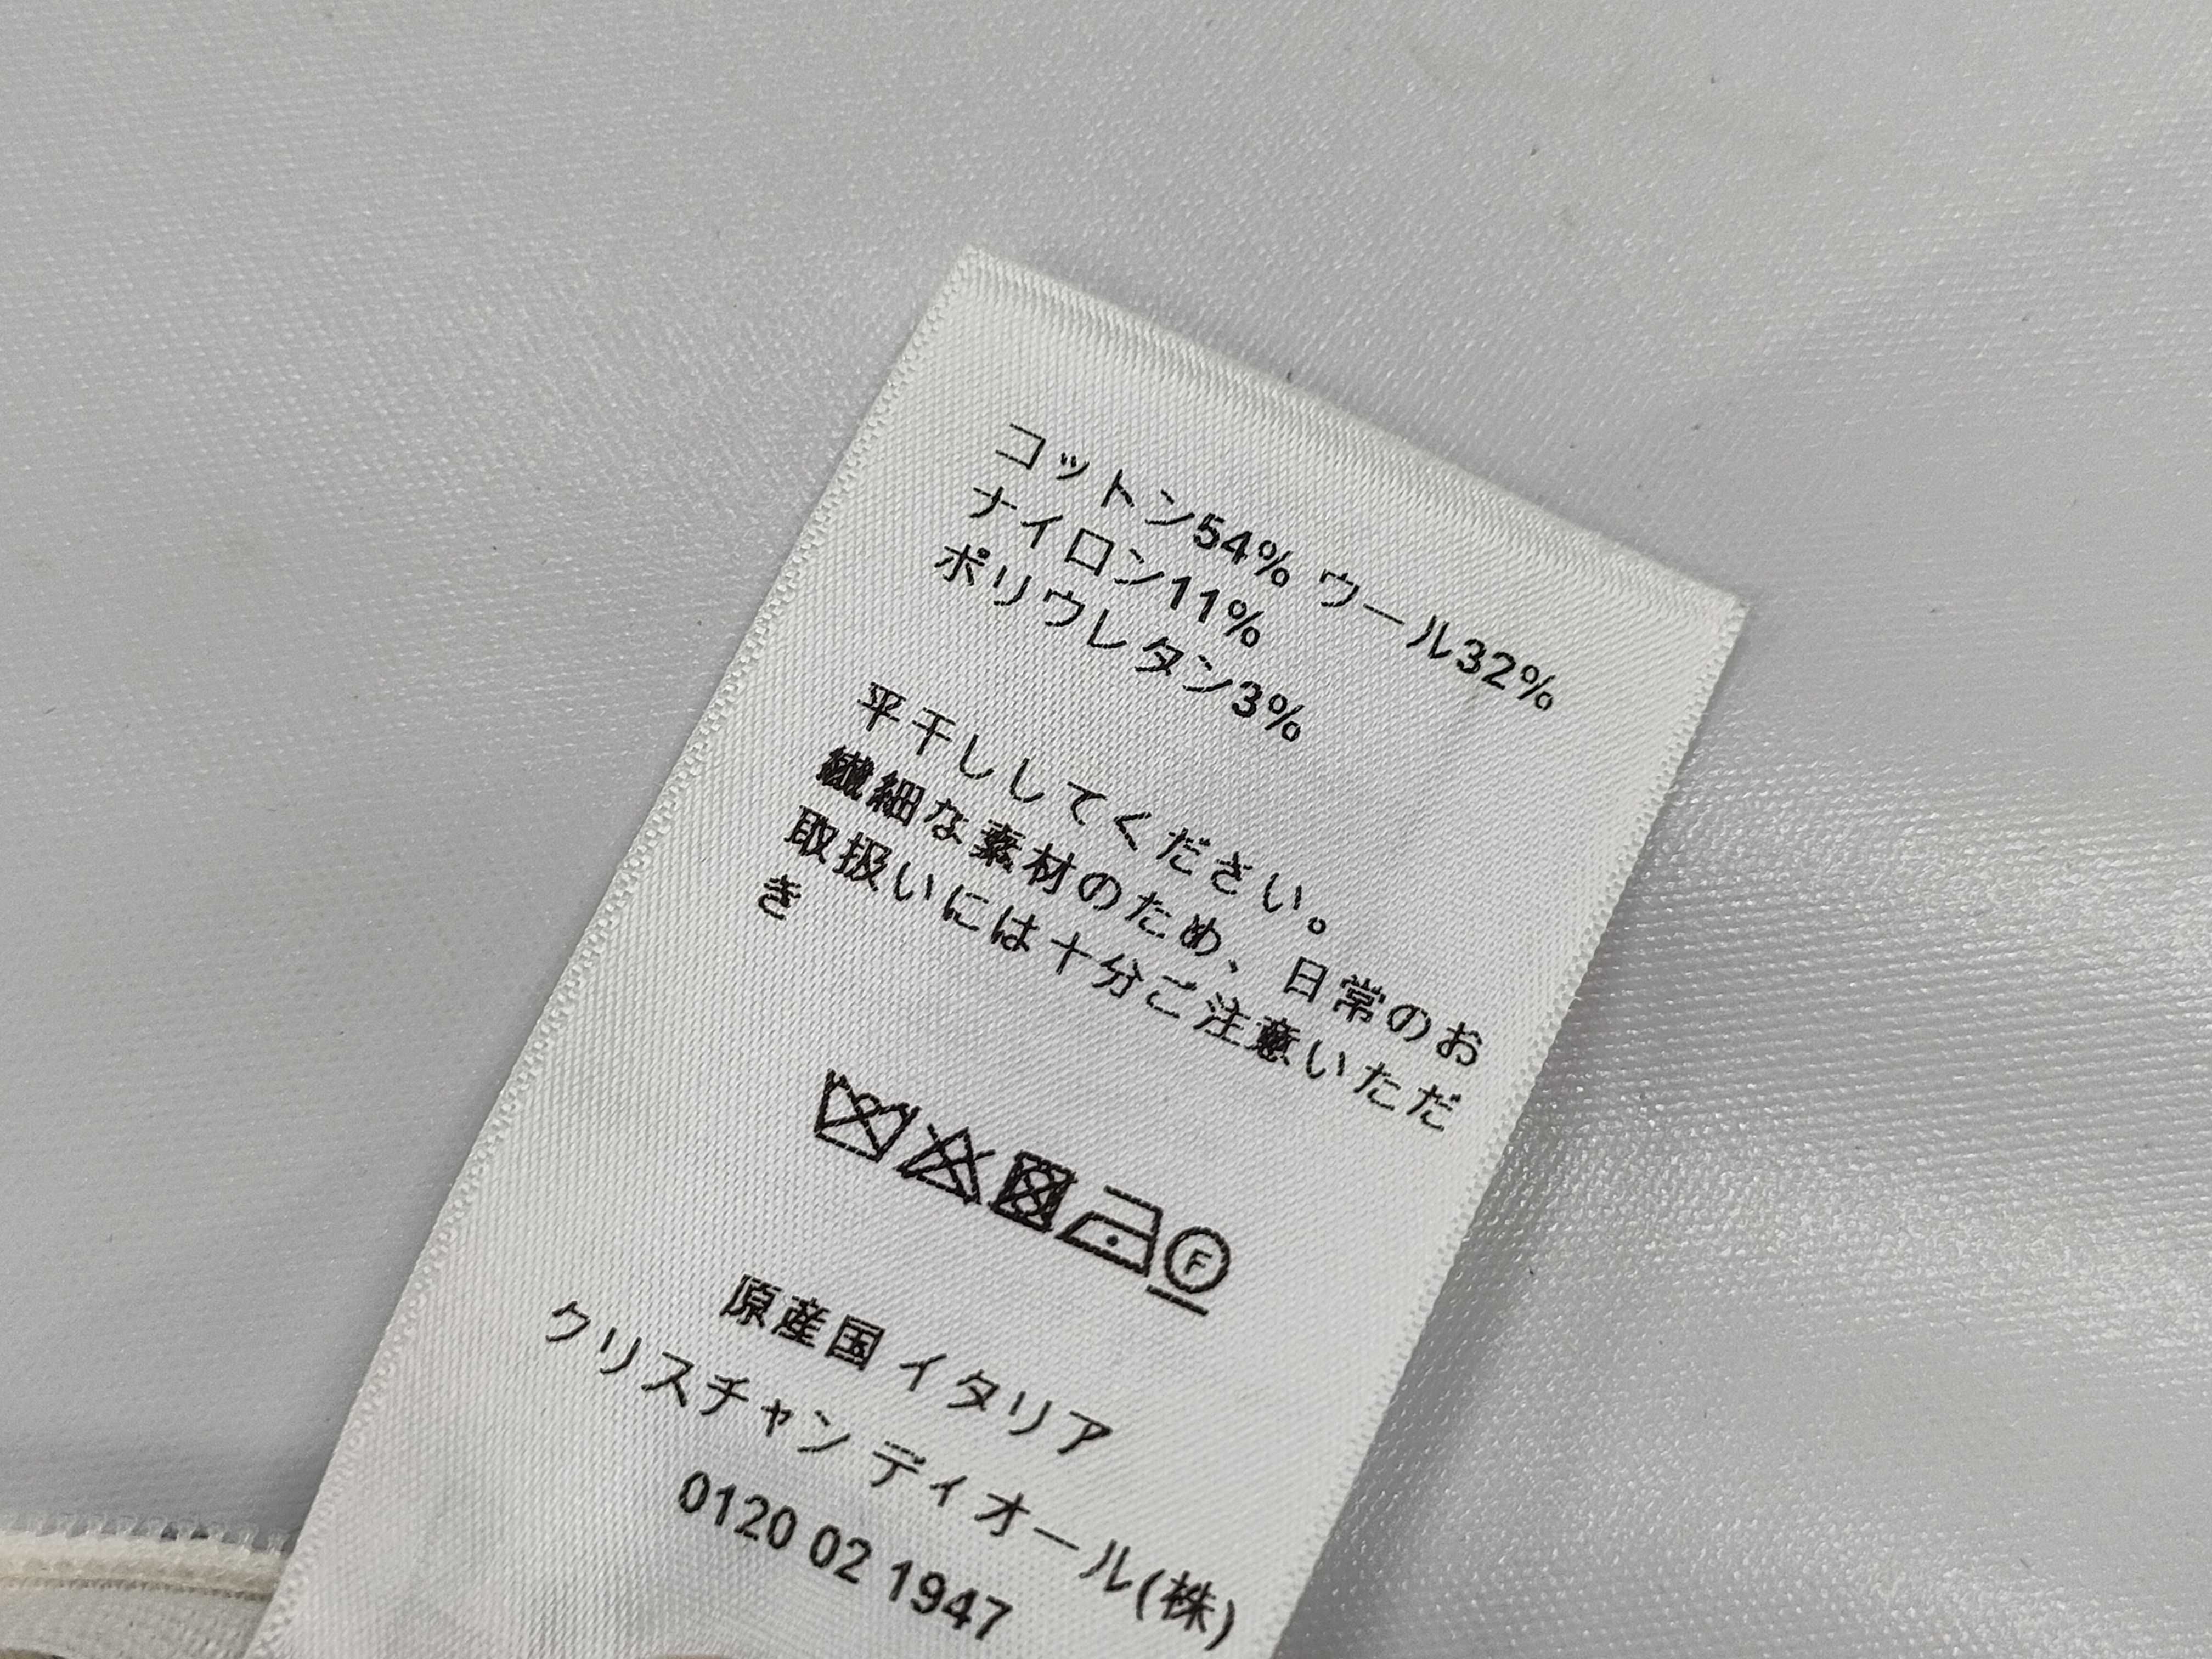 コットン54% ウール32%
ナイロン11%
ポリウレタン3%
平干ししてください。
繊細な素材のため、日常のお
取扱いには十分ご注意いただ
き
F
原産国 イタリア
クリスチャン ディオール(株)
0120 02 1947